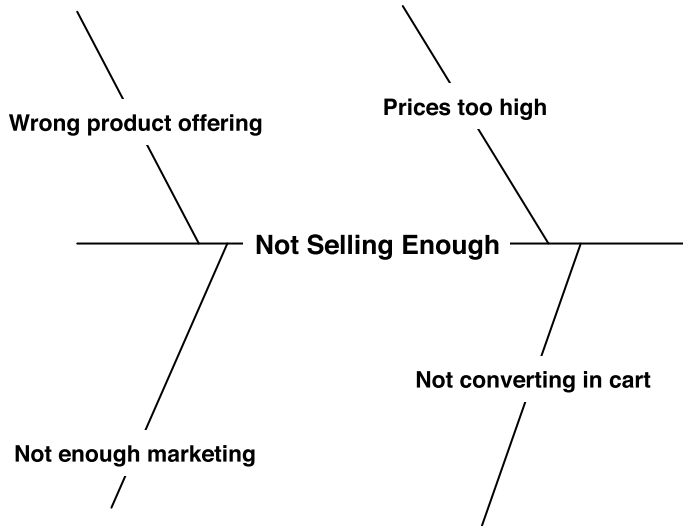 Wrong product offering
Prices too high
Not Selling Enough
Not converting in cart
Not enough marketing